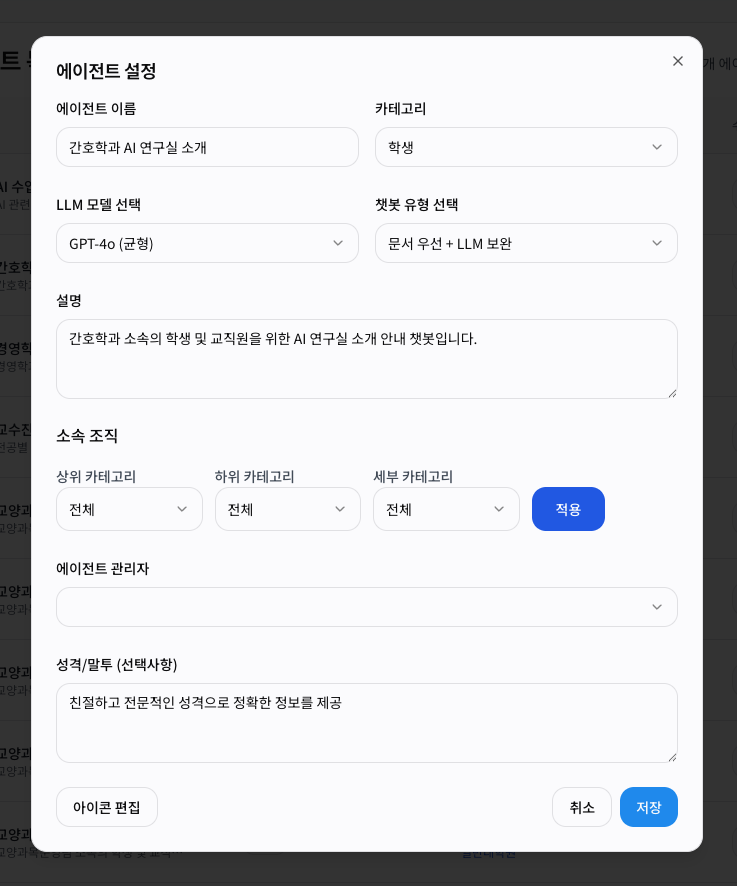 에이전트 설정
에이전트 이름
카테고리
간호학과 AI 연구실 소개
학생
LLM 모델 선택
챗봇 유형 선택
GPT-4o (균형)
문서 우선 + LLM 보완
설명
간호학과 소속의 학생 및 교직원을 위한 AI 연구실 소개 안내 챗봇입니다.
소속 조직
상위 카테고리
하위 카테고리
세부 카테고리
전체
전체
전체
적용
에이전트 관리자
성격/말투 (선택사항)
친절하고 전문적인 성격으로 정확한 정보를 제공
아이콘 편집
취소
저장